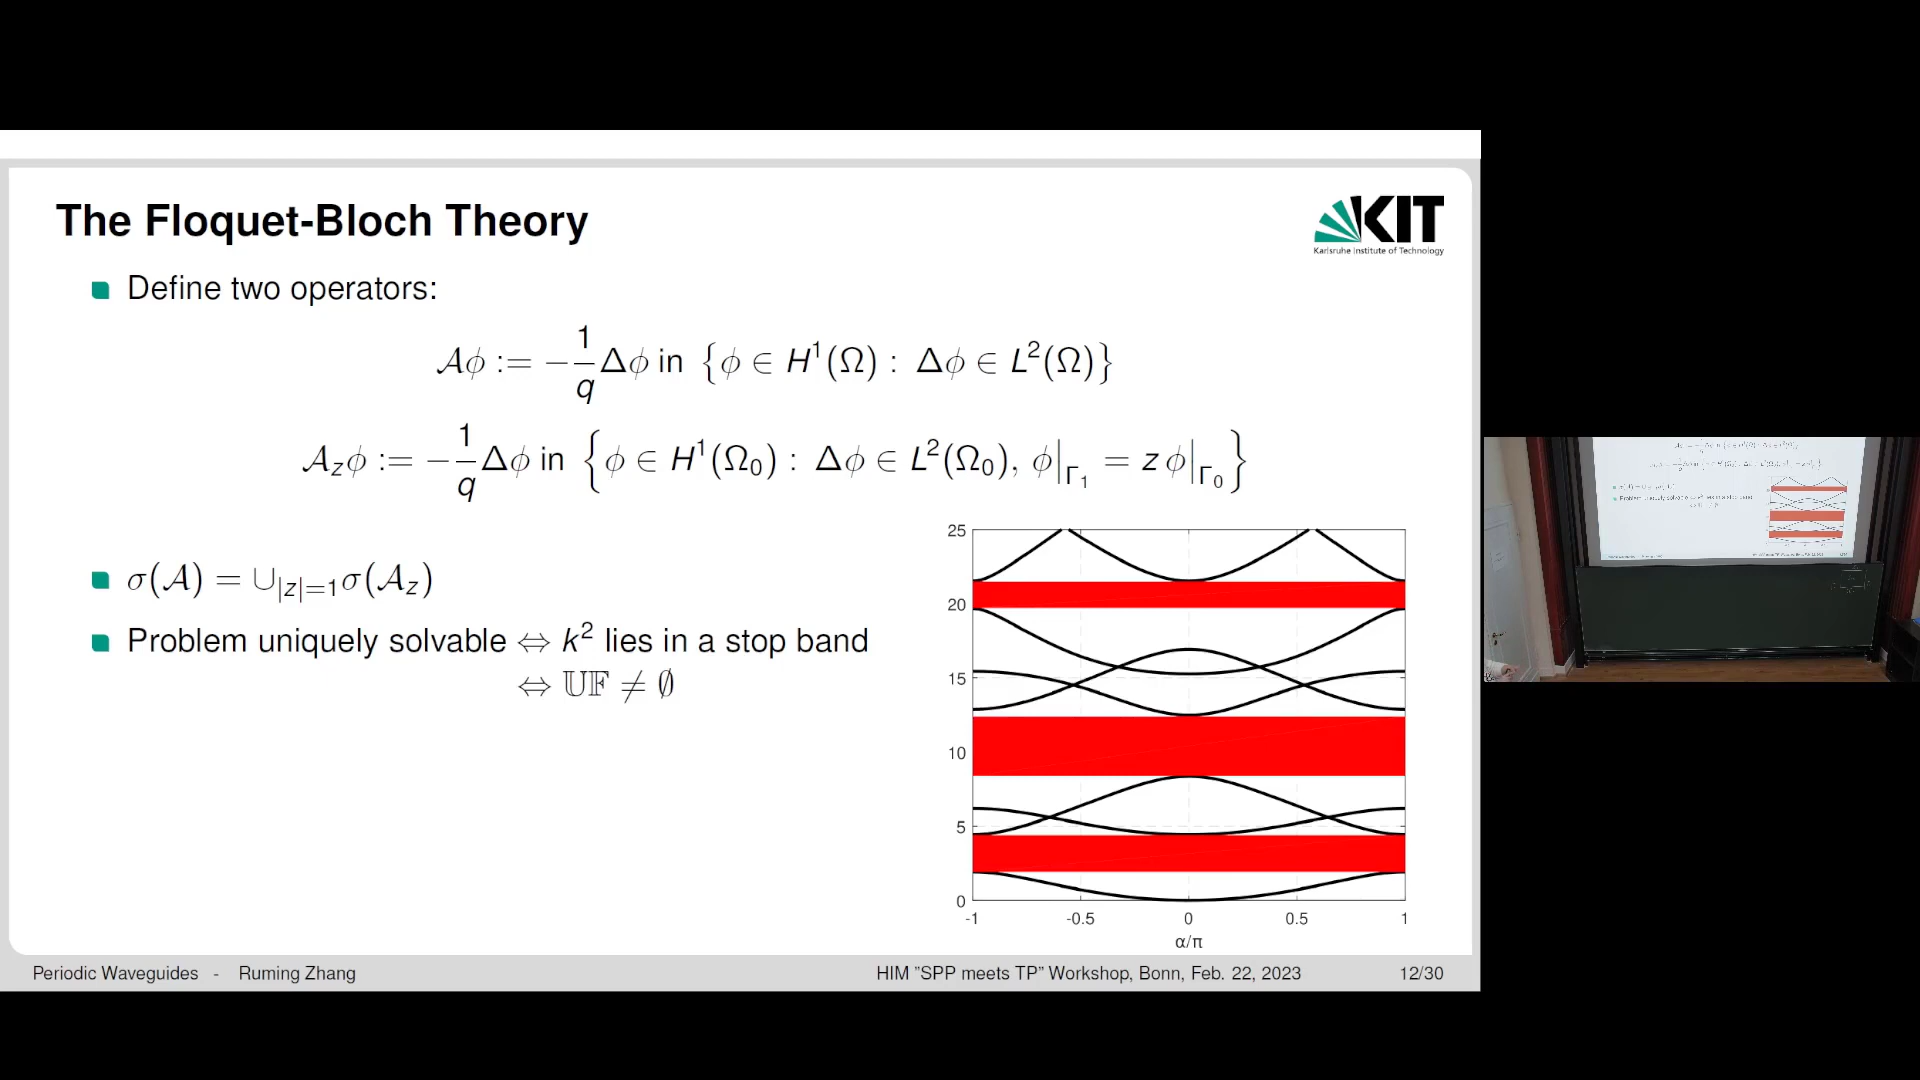 The Floquet-Bloch Theory
KIT
Karlsruhe Institute of Technology
Define two operators:
𝒜ϕ := −1/q Δϕ in {ϕ ∈ H¹(Ω) : Δϕ ∈ L²(Ω)}
𝒜_zϕ := −1/q Δϕ in {ϕ ∈ H¹(Ω₀) : Δϕ ∈ L²(Ω₀), ϕ|_Γ₁ = z ϕ|_Γ₀}
σ(𝒜) = ∪_|z|=1 σ(𝒜_z)
Problem uniquely solvable ⇔ k² lies in a stop band
⇔ 𝕌𝔽 ≠ ∅
25
20
15
10
5
0
-1 -0.5 0 0.5 1
α/π
Periodic Waveguides - Ruming Zhang
HIM ”SPP meets TP” Workshop, Bonn, Feb. 22, 2023
12/30